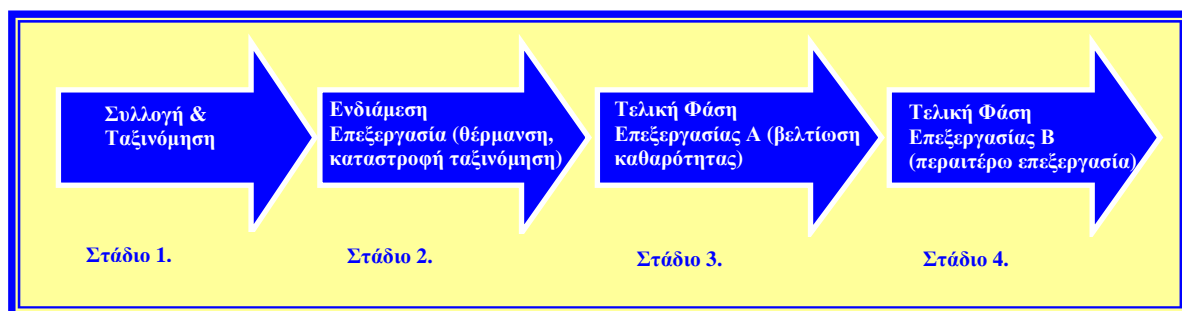 Συλλογή &
Ταξινόμηση
Ενδιάμεση
Επεξεργασία (θέρμανση,
καταστροφή ταξινόμηση)
Τελική Φάση
Επεξεργασίας Α (βελτίωση
καθαρότητας)
Τελική Φάση
Επεξεργασίας Β
(περαιτέρω επεξεργασία)
Στάδιο 1.
Στάδιο 2.
Στάδιο 3.
Στάδιο 4.